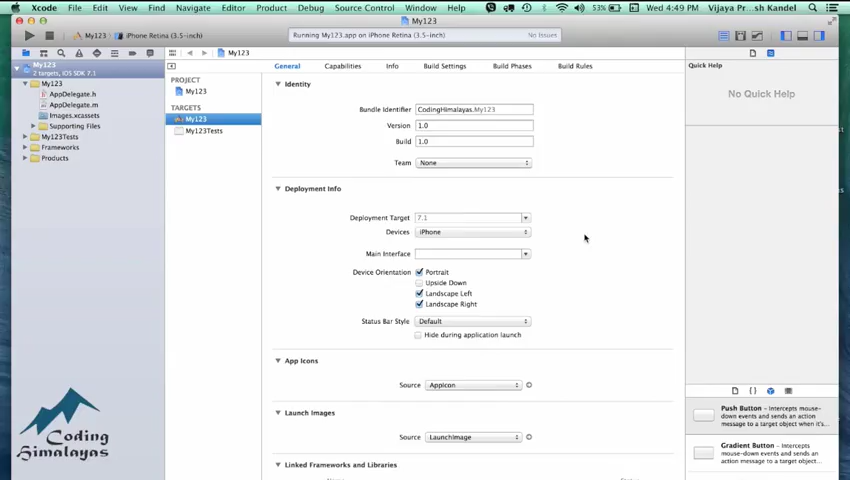 Xcode File Edit View Find Navigate Editor Product Debug Source Control Window Help 53% Wed 4:49 PM Vijaya Pr...sh Kandel
My123
My123 iPhone Retina (3.5-inch)
Running My123.app on iPhone Retina (3.5-inch) No Issues
My123
My123
2 targets, iOS SDK 7.1
My123
AppDelegate.h
AppDelegate.m
Images.xcassets
Supporting Files
My123Tests
Frameworks
Products
PROJECT
My123
TARGETS
My123
My123Tests
General Capabilities Info Build Settings Build Phases Build Rules
Identity
Bundle Identifier CodingHimalayas.My123
Version 1.0
Build 1.0
Team None
Deployment Info
Deployment Target 7.1
Devices iPhone
Main Interface
Device Orientation Portrait
Upside Down
Landscape Left
Landscape Right
Status Bar Style Default
Hide during application launch
App Icons
Source AppIcon
Launch Images
Source LaunchImage
Linked Frameworks and Libraries
Quick Help
No Quick Help
{ }
Push Button - Intercepts mouse-
down events and sends an action
message to a target object when it's...
Gradient Button - Intercepts
mouse-down events and sends an
action message to a target object...
Coding
Himalayas